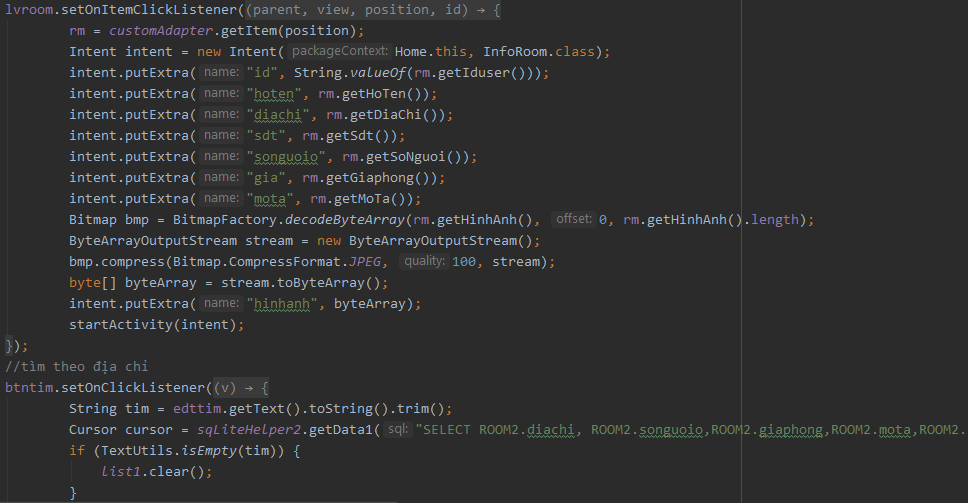 lvroom.setOnItemClickListener((parent, view, position, id) → {
rm = customAdapter.getItem(position);
Intent intent = new Intent( packageContext: Home.this, InfoRoom.class);
intent.putExtra( name: "id", String.valueOf(rm.getIduser()));
intent.putExtra( name: "hoten", rm.getHoTen());
intent.putExtra( name: "diachi", rm.getDiaChi());
intent.putExtra( name: "sdt", rm.getSdt());
intent.putExtra( name: "songuoio", rm.getSoNguoi());
intent.putExtra( name: "gia", rm.getGiaphong());
intent.putExtra( name: "mota", rm.getMoTa());
Bitmap bmp = BitmapFactory.decodeByteArray(rm.getHinhAnh(), offset: 0, rm.getHinhAnh().length);
ByteArrayOutputStream stream = new ByteArrayOutputStream();
bmp.compress(Bitmap.CompressFormat.JPEG, quality: 100, stream);
byte[] byteArray = stream.toByteArray();
intent.putExtra( name: "hinhanh", byteArray);
startActivity(intent);
});
//tìm theo địa chỉ
btntim.setOnClickListener((v) → {
String tim = edttim.getText().toString().trim();
Cursor cursor = sqLiteHelper2.getData1( sql: "SELECT ROOM2.diachi, ROOM2.songuoio,ROOM2.giaphong,ROOM2.mota,ROOM2.
if (TextUtils.isEmpty(tim)) {
list1.clear();
}